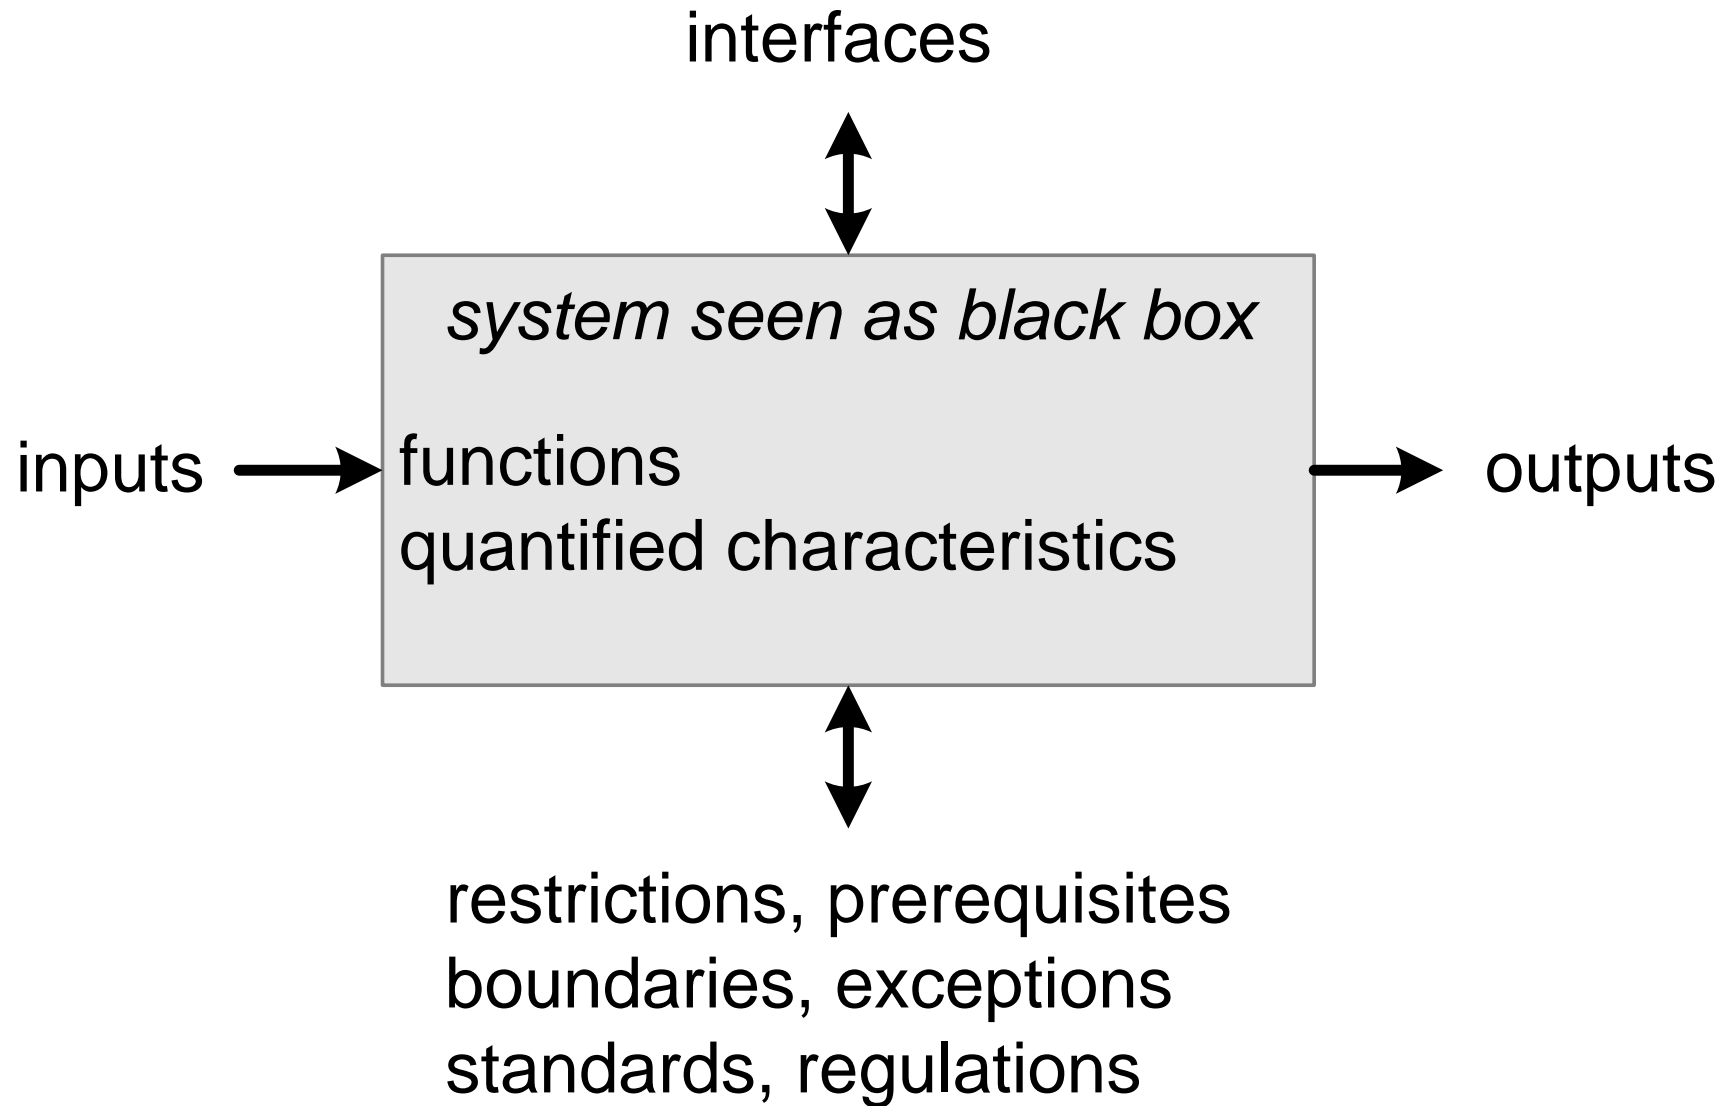 interfaces
system seen as black box
inputs
functions
quantified characteristics
outputs
restrictions, prerequisites
boundaries, exceptions
standards, regulations